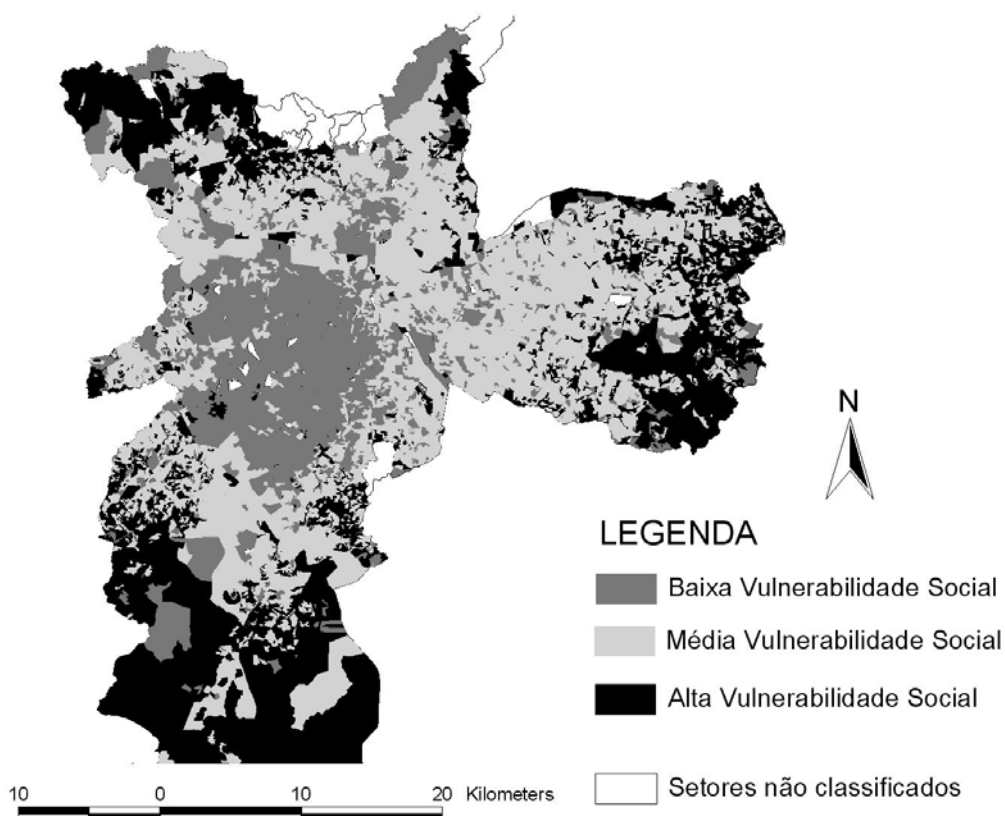 N
LEGENDA
Baixa Vulnerabilidade Social
Média Vulnerabilidade Social
Alta Vulnerabilidade Social
Setores não classificados
10 0 10 20 Kilometers